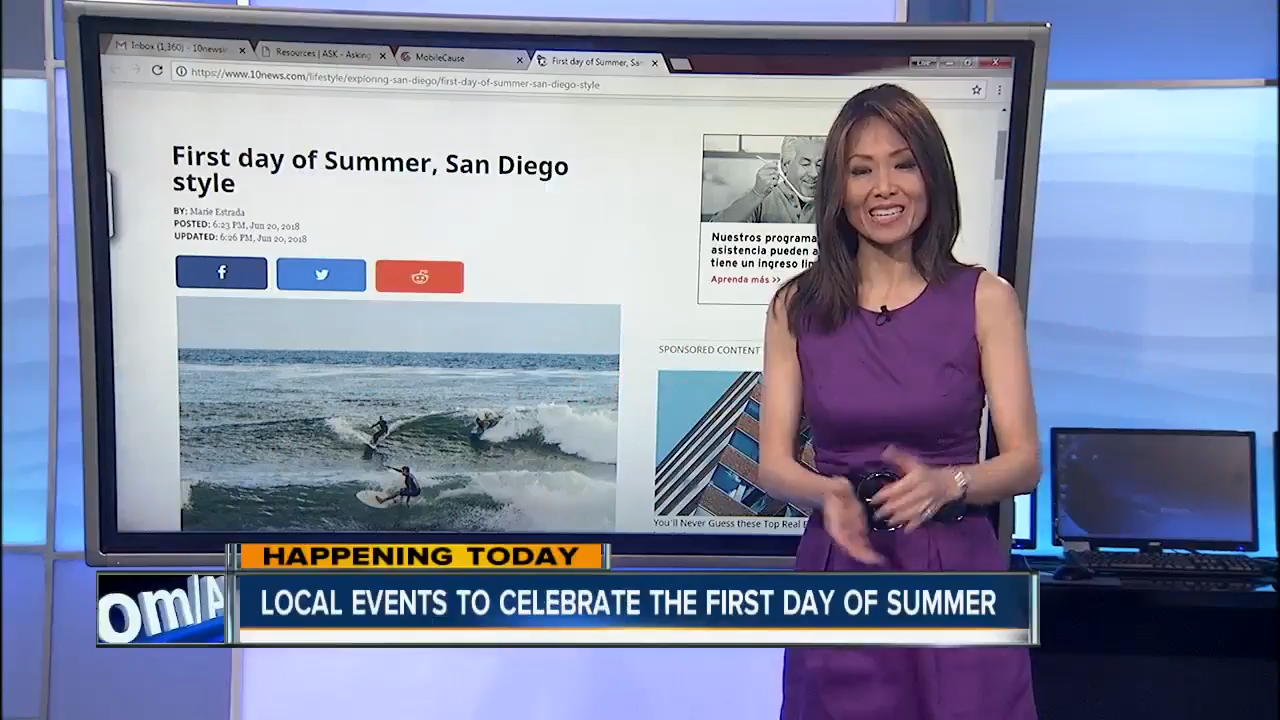 Inbox (1,360) - 10newsi
Resources | ASK - Asking
MobileCause
First day of Summer, San
https://www.10news.com/lifestyle/exploring-san-diego/first-day-of-summer-san-diego-style
First day of Summer, San Diego
style
BY: Marie Estrada
POSTED: 6:23 PM, Jun 20, 2018
UPDATED: 6:26 PM, Jun 20, 2018
Nuestros programa
asistencia pueden a
tiene un ingreso lim
Aprenda más >>
SPONSORED CONTENT
You'll Never Guess these Top Real E
HAPPENING TODAY
LOCAL EVENTS TO CELEBRATE THE FIRST DAY OF SUMMER